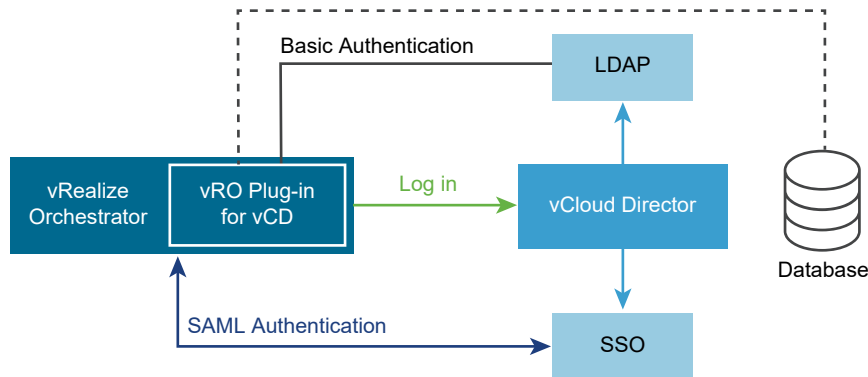 Basic Authentication
LDAP
vRealize
Orchestrator
vRO Plug-in
for vCD
Log in
vCloud Director
Database
SAML Authentication
SSO